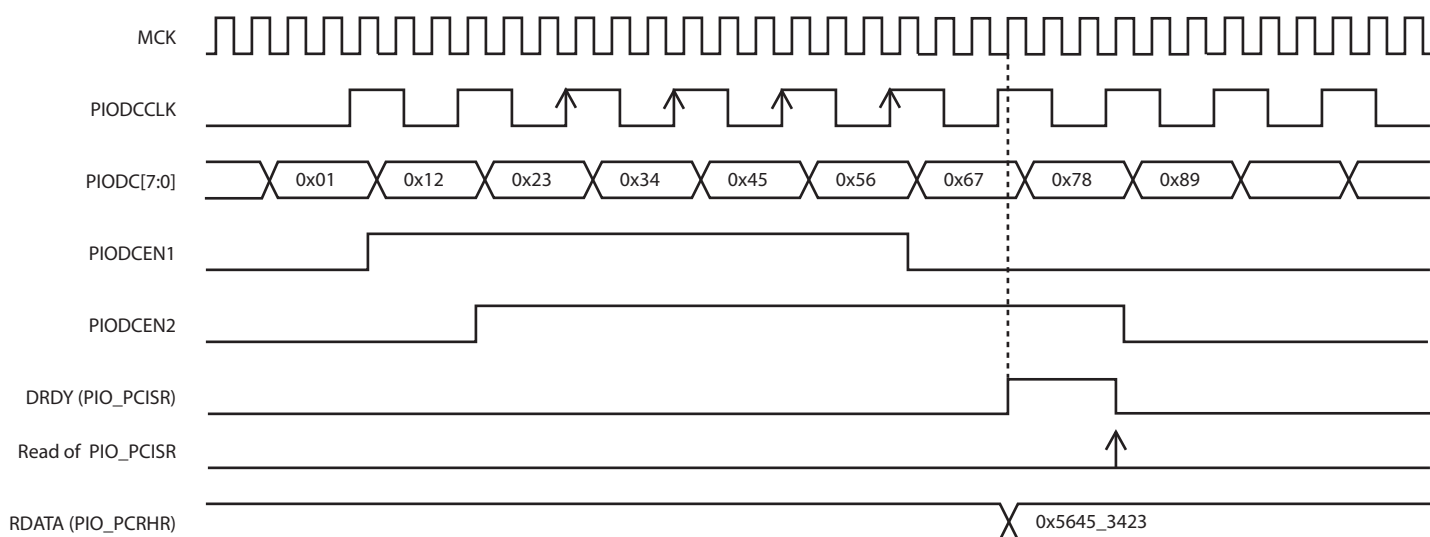 MCK
PIODCCLK
PIODC[7:0] 0x01 0x12 0x23 0x34 0x45 0x56 0x67 0x78 0x89
PIODCEN1
PIODCEN2
DRDY (PIO_PCISR)
Read of PIO_PCISR
RDATA (PIO_PCRHR) 0x5645_3423